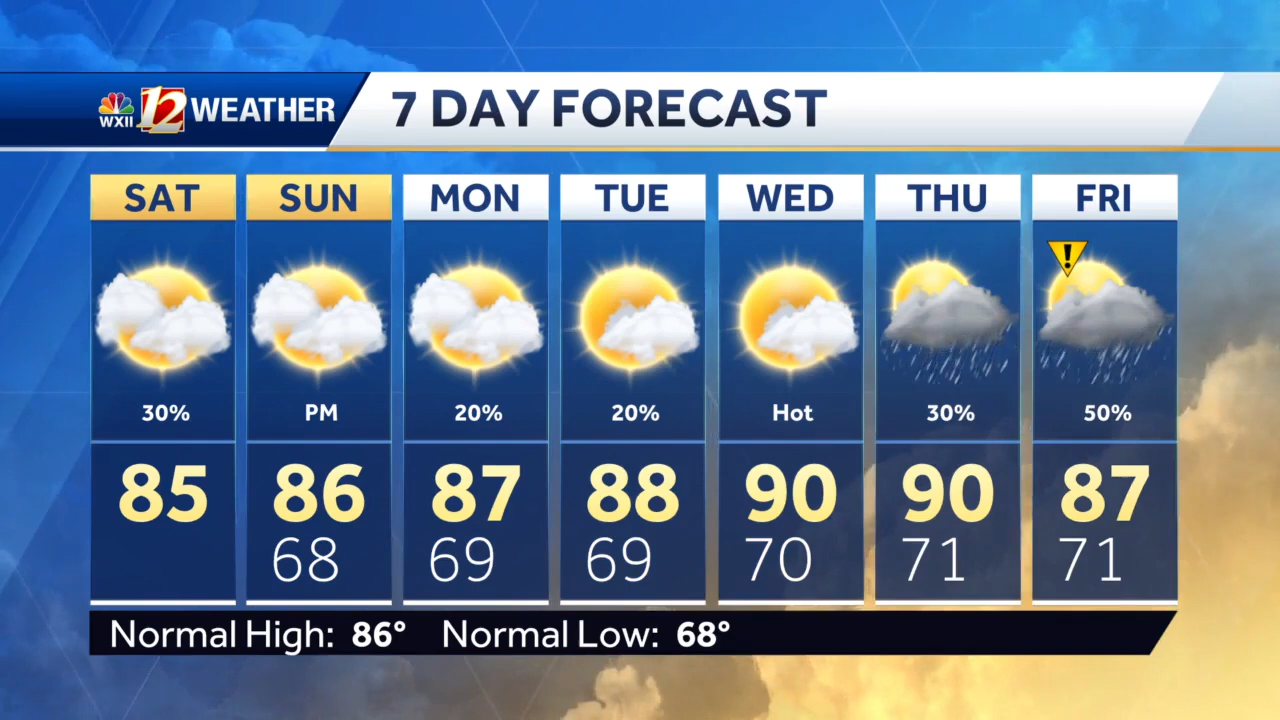 WXII 12 WEATHER
7 DAY FORECAST
SAT SUN MON TUE WED THU FRI
!
30% PM 20% 20% Hot 30% 50%
85 86 87 88 90 90 87
68 69 69 70 71 71
Normal High: 86° Normal Low: 68°